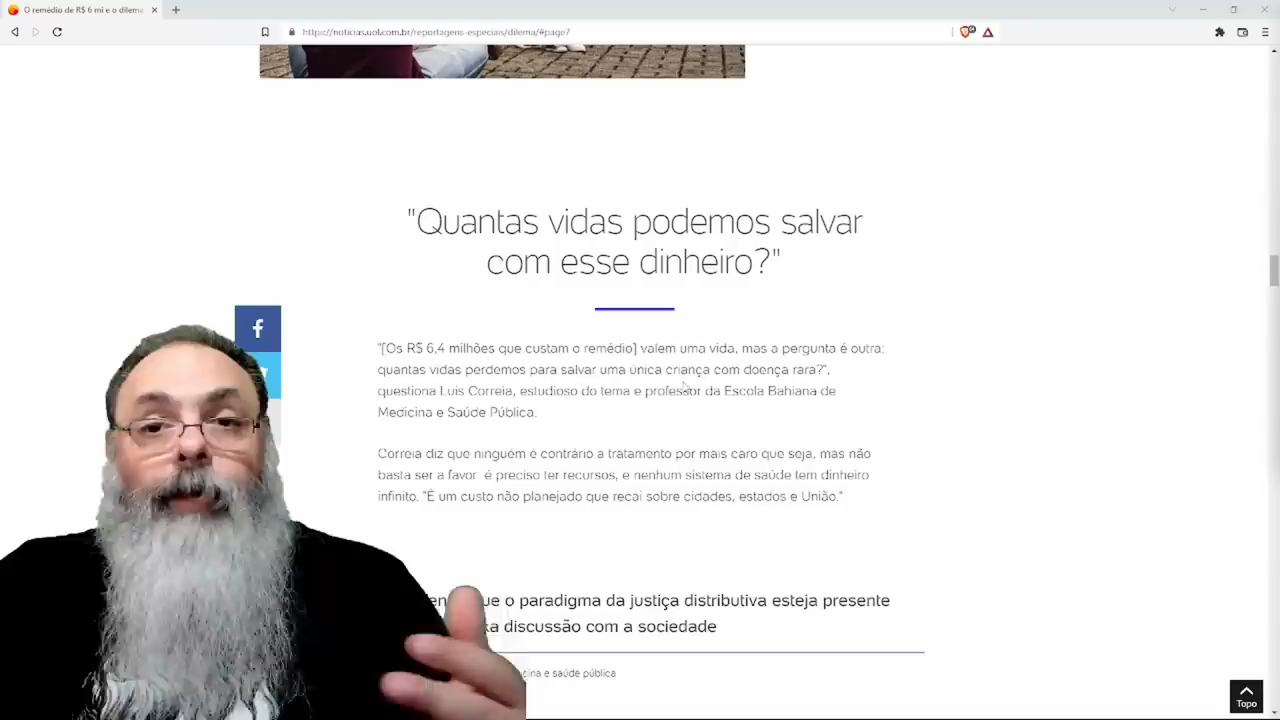 O remédio de R$ 6 mi e o dilema
https://noticias.uol.com.br/reportagens-especiais/dilema/#page7
"Quantas vidas podemos salvar
com esse dinheiro?"
"[Os R$ 6,4 milhões que custam o remédio] valem uma vida, mas a pergunta é outra:
quantas vidas perdemos para salvar uma única criança com doença rara?",
questiona Luis Correia, estudioso do tema e professor da Escola Bahiana de
Medicina e Saúde Pública.
Correia diz que ninguém é contrário a tratamento por mais caro que seja, mas não
basta ser a favor é preciso ter recursos, e nenhum sistema de saúde tem dinheiro
infinito. "É um custo não planejado que recai sobre cidades, estados e União."
o paradigma da justiça distributiva esteja presente
discussão com a sociedade
e saúde pública
Topo